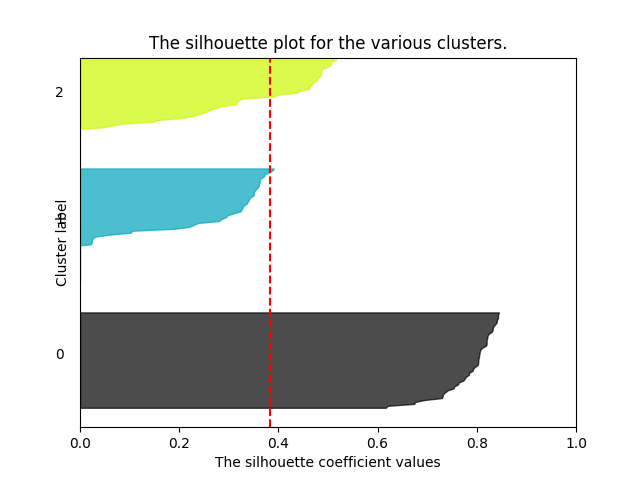 The silhouette plot for the various clusters.
2
1
0
Cluster label
0.0 0.2 0.4 0.6 0.8 1.0
The silhouette coefficient values